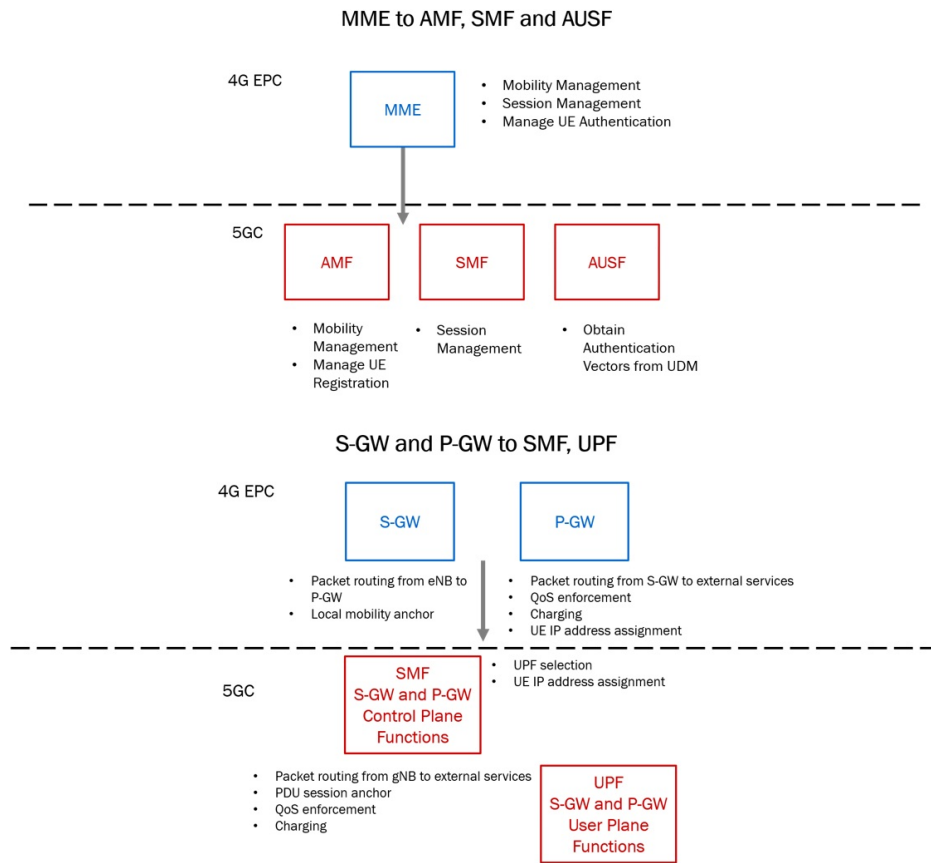 MME to AMF, SMF and AUSF
4G EPC
MME
• Mobility Management
• Session Management
• Manage UE Authentication
5GC
AMF
SMF
AUSF
• Mobility
Management
• Manage UE
Registration
• Session
Management
• Obtain
Authentication
Vectors from UDM
S-GW and P-GW to SMF, UPF
4G EPC
S-GW
P-GW
• Packet routing from eNB to
P-GW
• Local mobility anchor
• Packet routing from S-GW to external services
• QoS enforcement
• Charging
• UE IP address assignment
5GC
SMF
S-GW and P-GW
Control Plane
Functions
• UPF selection
• UE IP address assignment
• Packet routing from gNB to external services
• PDU session anchor
• QoS enforcement
• Charging
UPF
S-GW and P-GW
User Plane
Functions